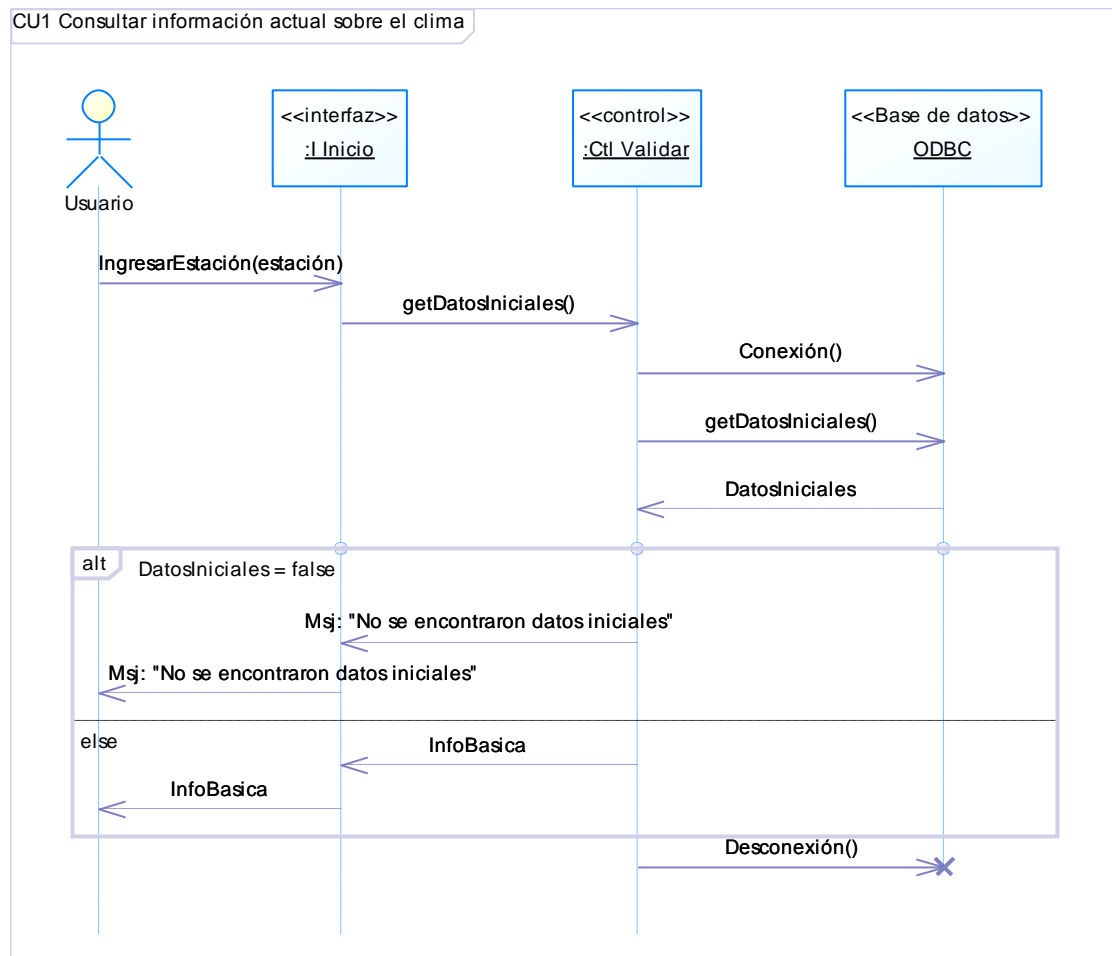 CU1 Consultar información actual sobre el clima
<<interfaz>>
:I Inicio
<<control>>
:Ctl Validar
<<Base de datos>>
ODBC
Usuario
IngresarEstación(estación)
getDatosIniciales()
Conexión()
getDatosIniciales()
DatosIniciales
alt
DatosIniciales = false
Msj: "No se encontraron datos iniciales"
Msj: "No se encontraron datos iniciales"
else
InfoBasica
InfoBasica
Desconexión()